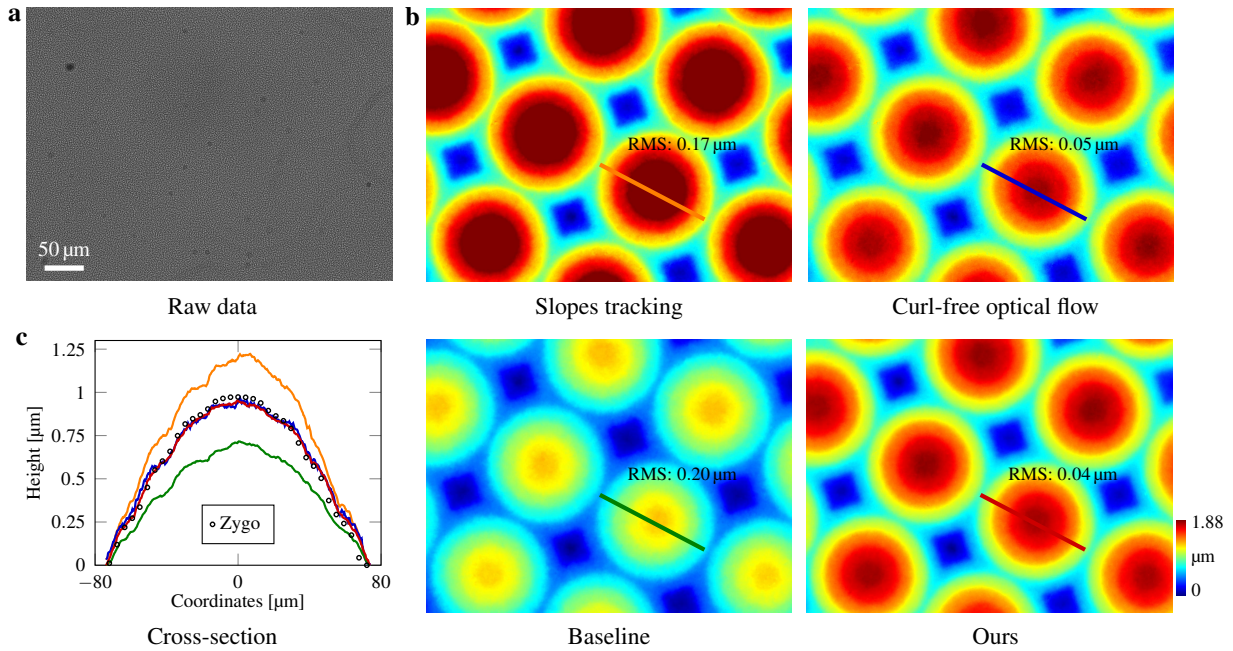 a
50 µm
Raw data
b
RMS: 0.17 µm
Slopes tracking
RMS: 0.05 µm
Curl-free optical flow
c
1.25
1
0.75
0.5
0.25
0
Height [µm]
Zygo
−80
0
80
Coordinates [µm]
Cross-section
RMS: 0.20 µm
Baseline
RMS: 0.04 µm
Ours
1.88
µm
0